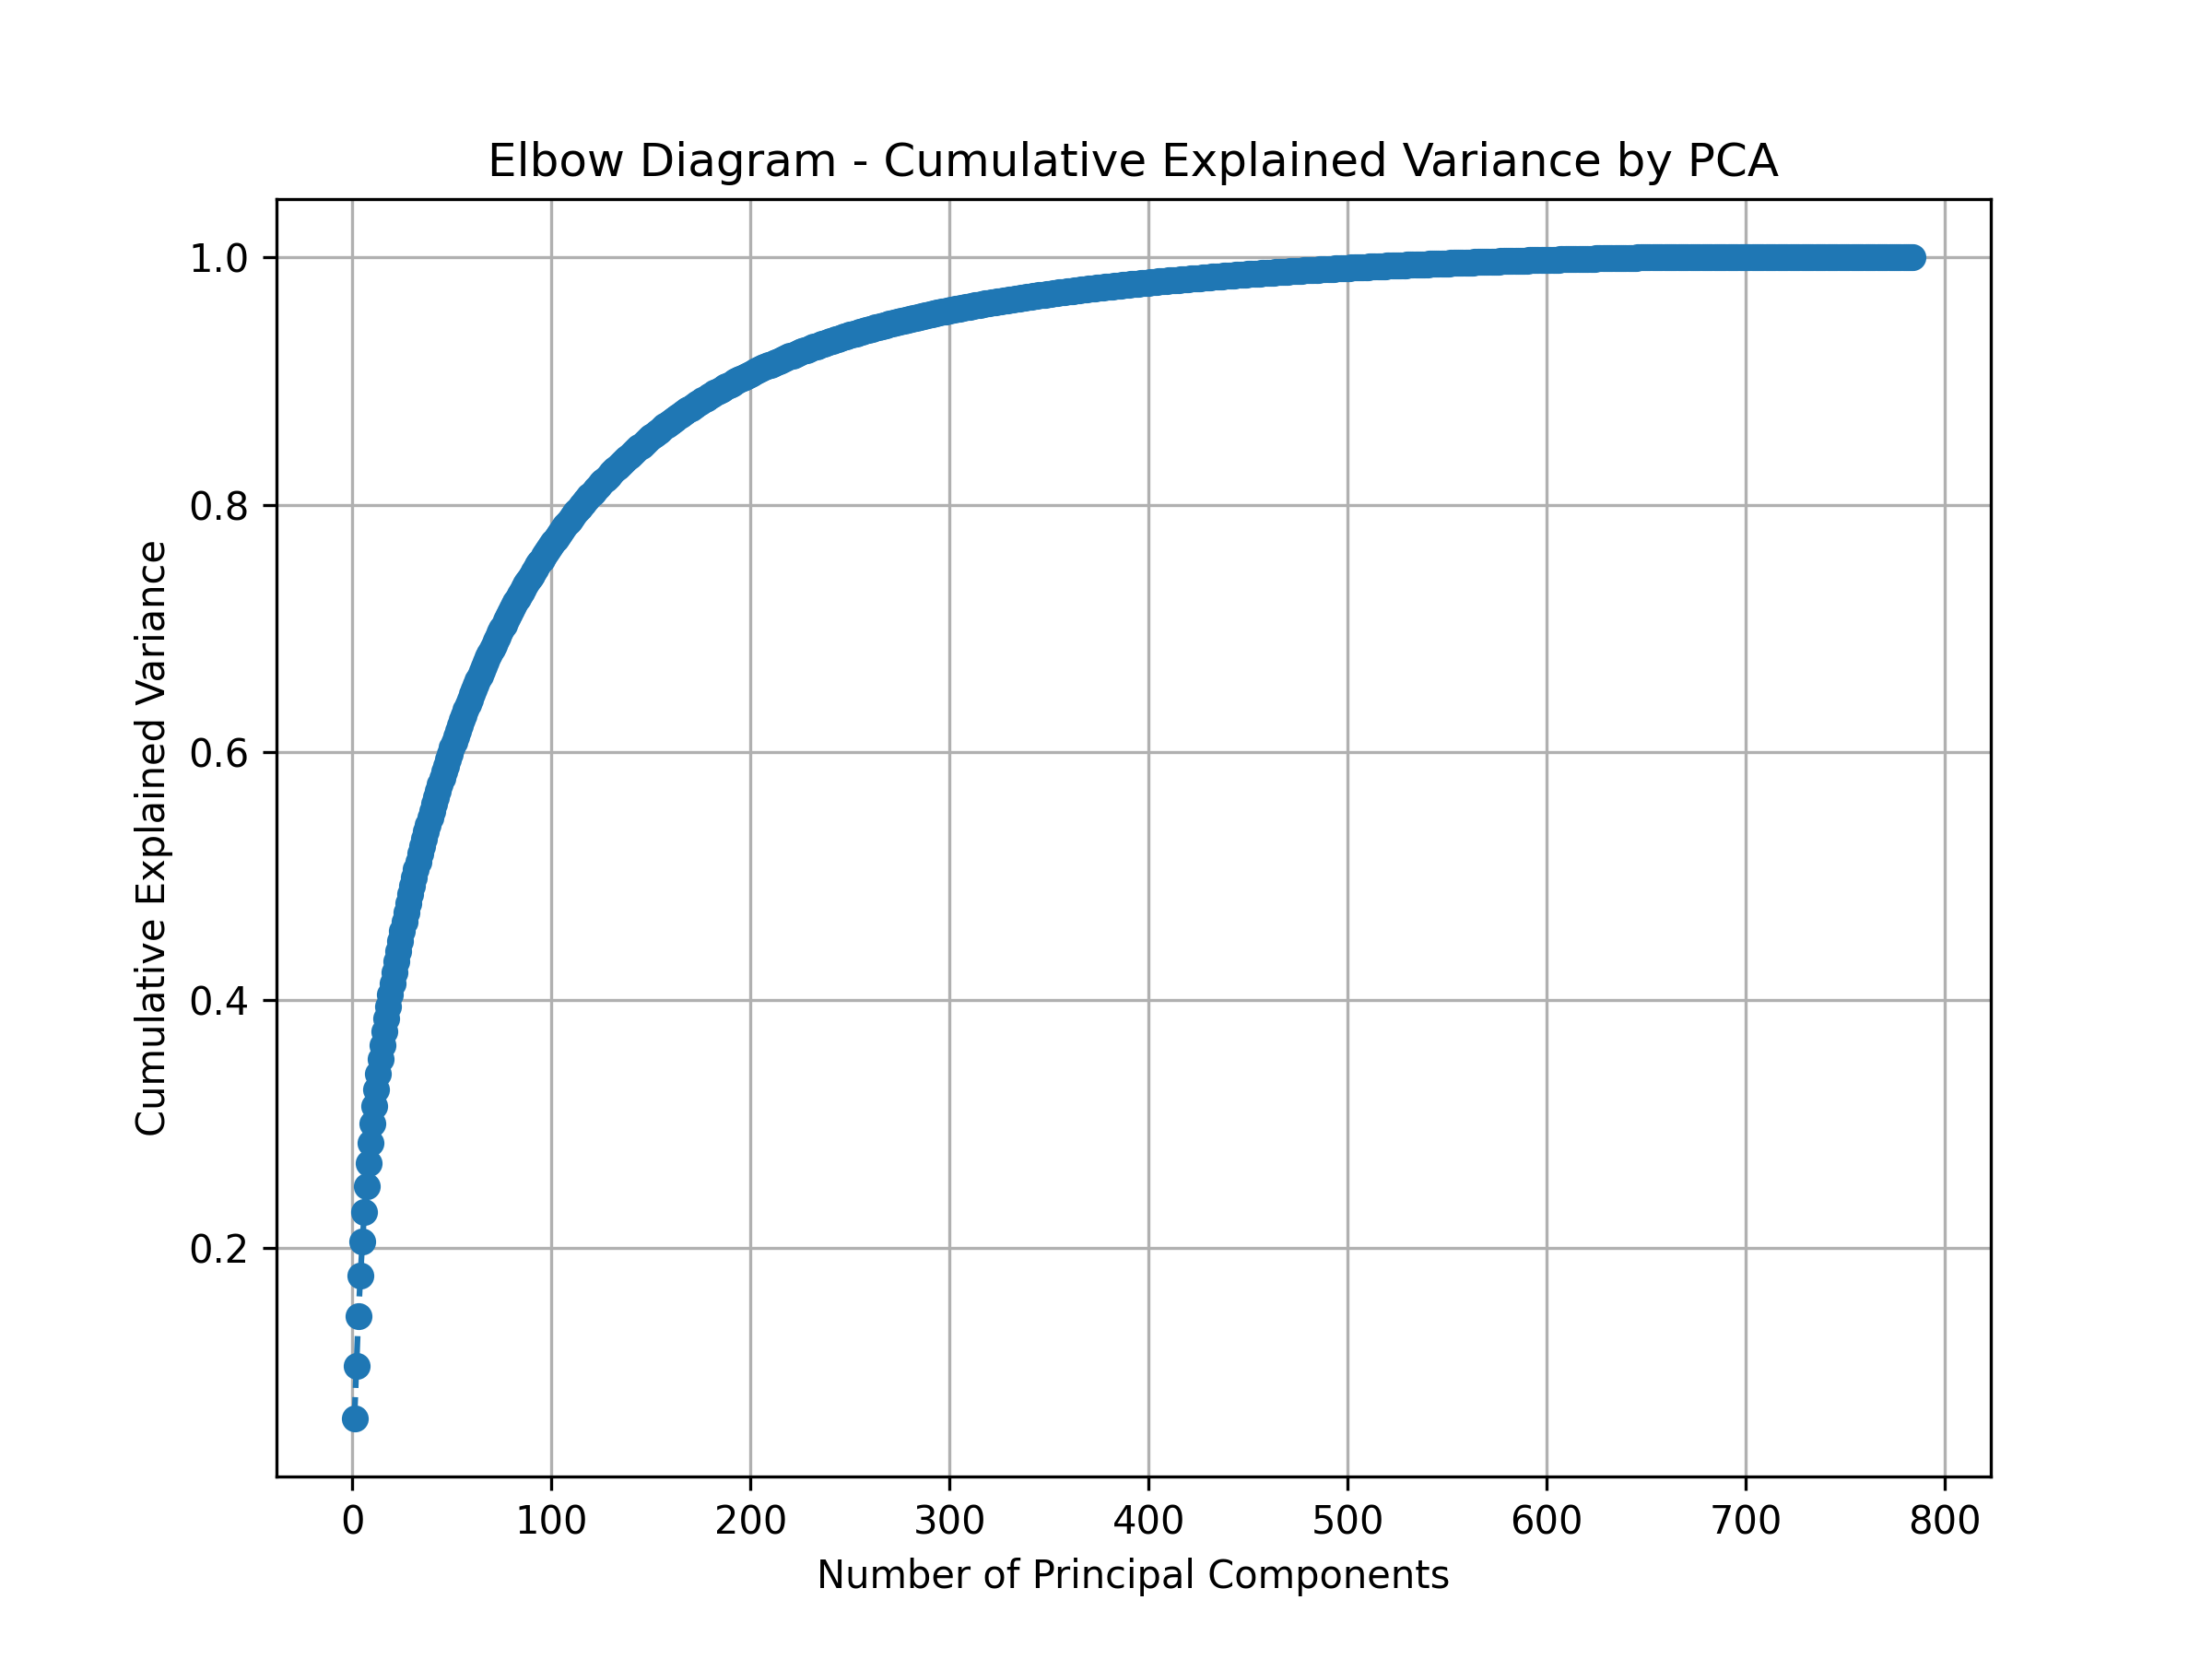 Elbow Diagram - Cumulative Explained Variance by PCA
Cumulative Explained Variance
1.0
0.8
0.6
0.4
0.2
0 100 200 300 400 500 600 700 800
Number of Principal Components